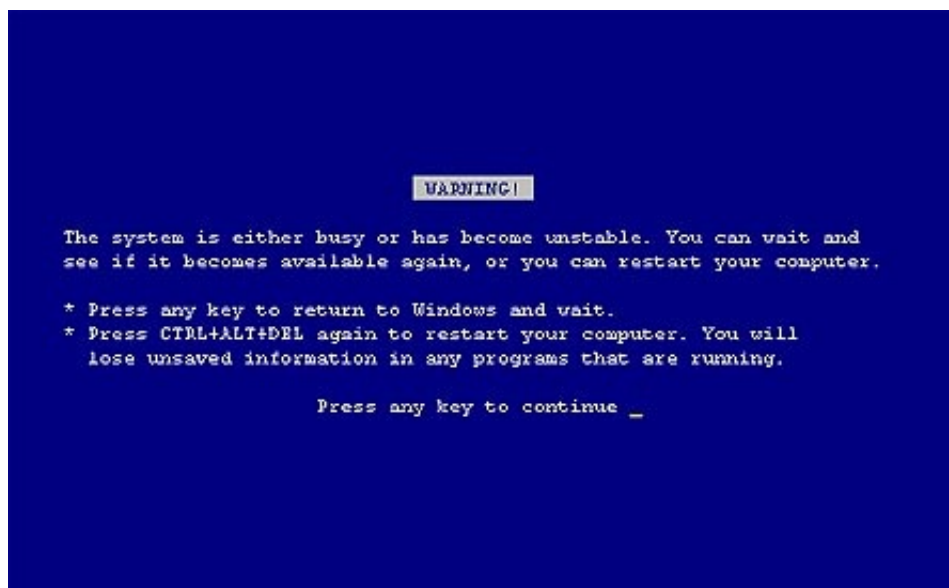 WARNING!
The system is either busy or has become unstable. You can wait and
see if it becomes available again, or you can restart your computer.
* Press any key to return to Windows and wait.
* Press CTRL+ALT+DEL again to restart your computer. You will
lose unsaved information in any programs that are running.
Press any key to continue _